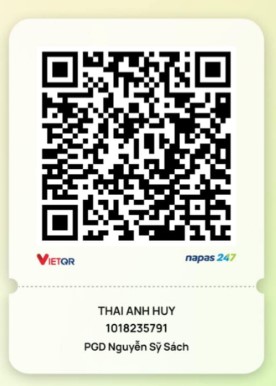 VIETQR
napas 247
THAI ANH HUY
1018235791
PGD Nguyễn Sỹ Sách